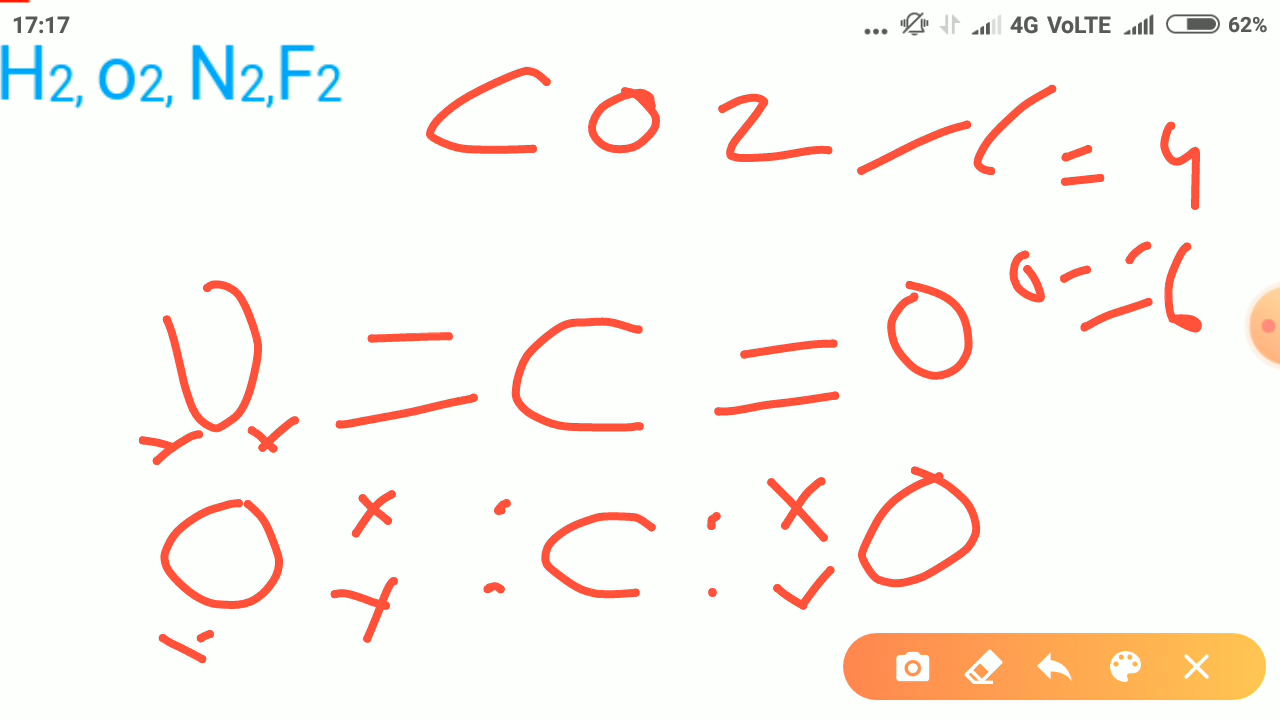 17:17 ... 4G VoLTE 62%
H2, O2, N2,F2
CO2 - C = 4
O = 6
O = C = O
O x : C : x O